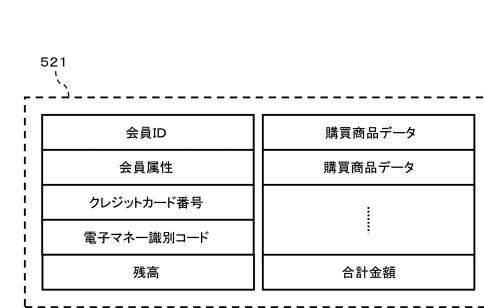 521
会員ID
会員属性
クレジットカード番号
電子マネー識別コード
残高
購買商品データ
購買商品データ
合計金額